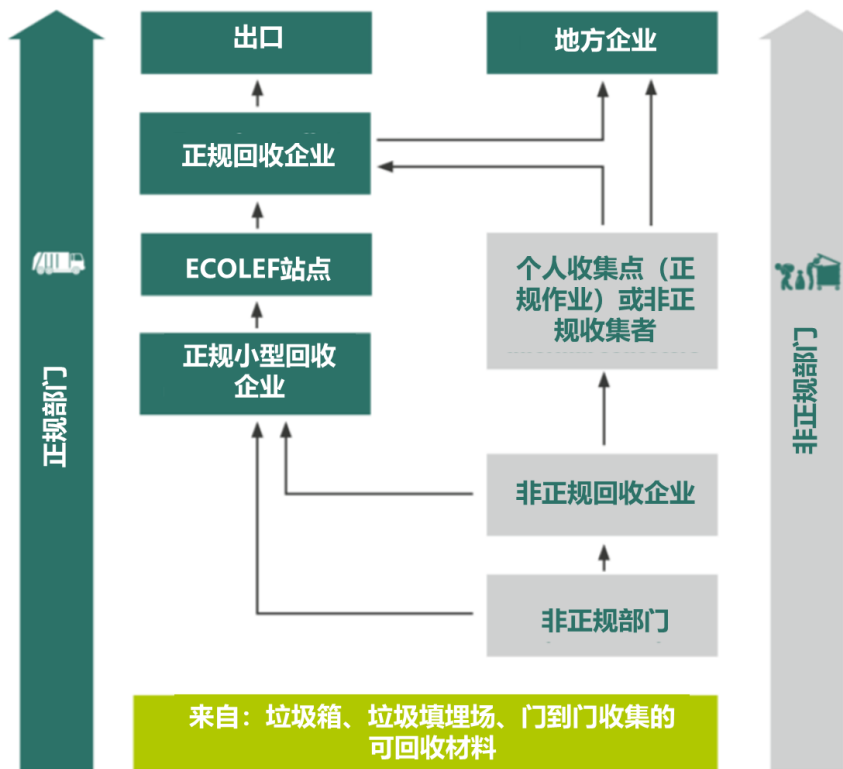 出口
地方企业
正规回收企业
ECOLEF站点
个人收集点（正
规作业）或非正
规收集者
正规小型回收
企业
正规部门
非正规部门
非正规回收企业
非正规部门
来自：垃圾箱、垃圾填埋场、门到门收集的
可回收材料